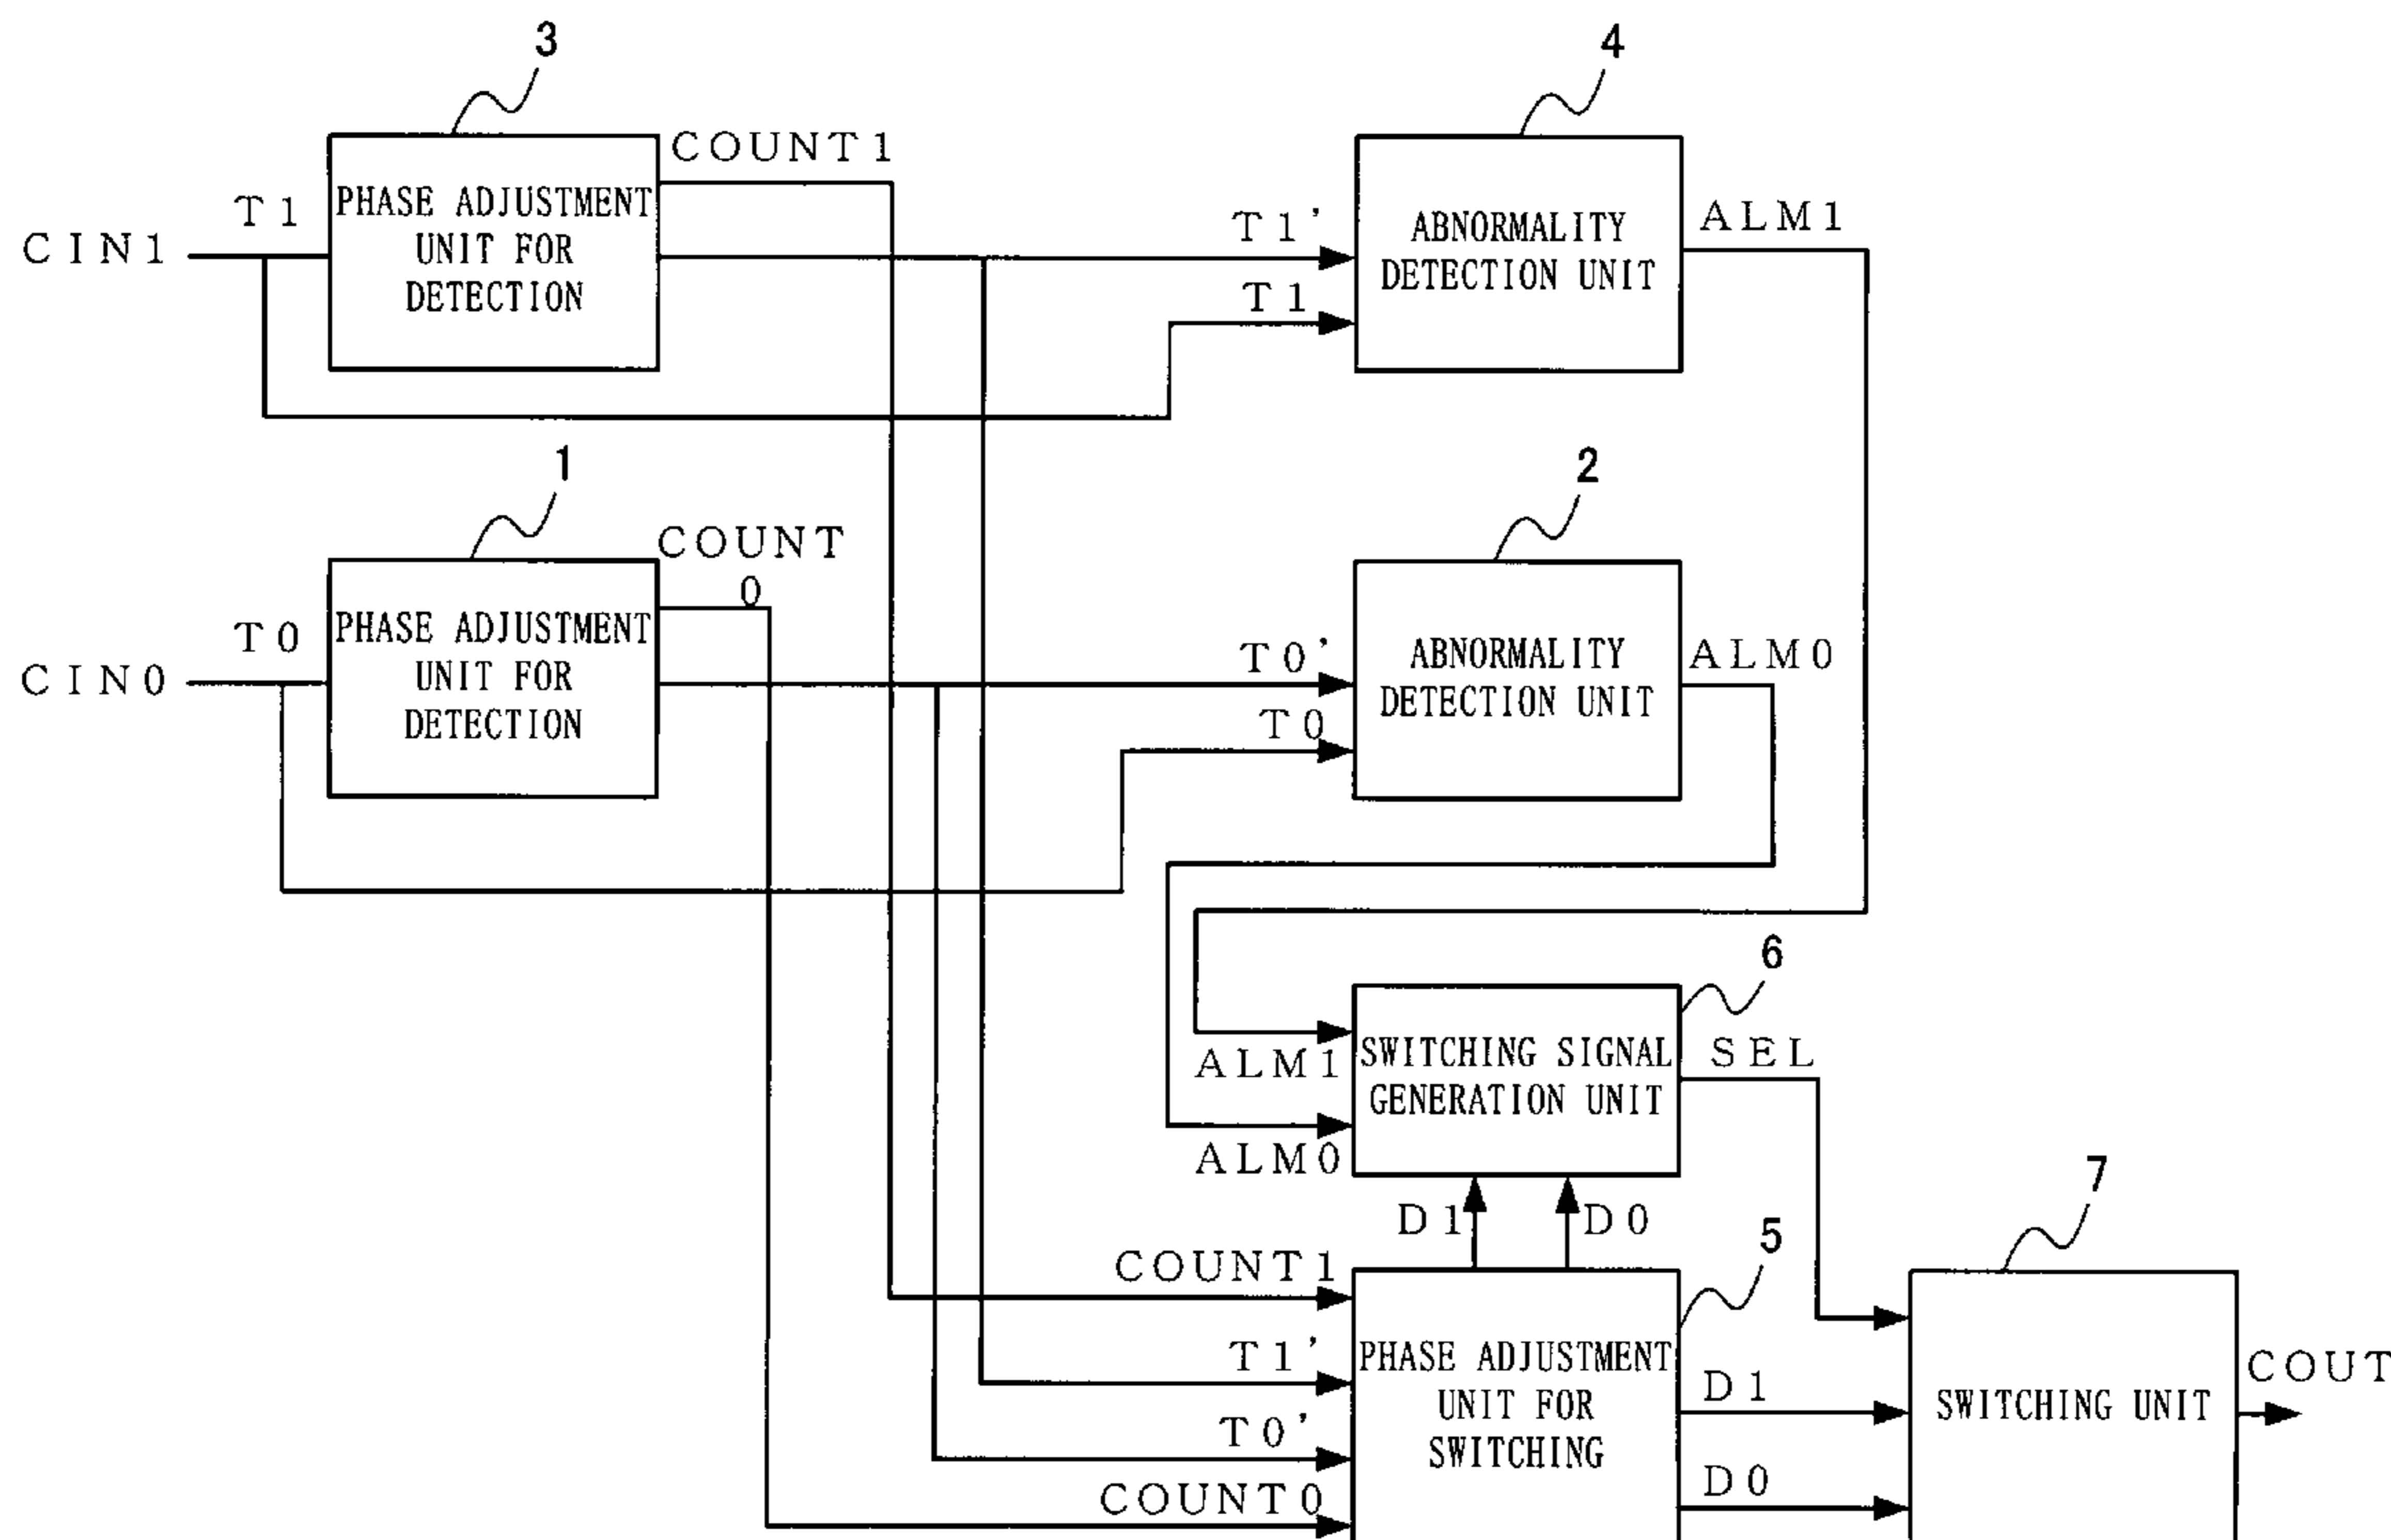 3
4
COUNT1
PHASE ADJUSTMENT
UNIT FOR
DETECTION
T1
CIN1
T1'
T1
ABNORMALITY
DETECTION UNIT
ALM1
1
2
COUNT
0
PHASE ADJUSTMENT
UNIT FOR
DETECTION
T0
CIN0
T0'
T0
ABNORMALITY
DETECTION UNIT
ALM0
6
ALM1
ALM0
SWITCHING SIGNAL
GENERATION UNIT
SEL
7
D1
D0
5
COUNT1
T1'
T0'
COUNT0
PHASE ADJUSTMENT
UNIT FOR
SWITCHING
D1
D0
SWITCHING UNIT
COUT